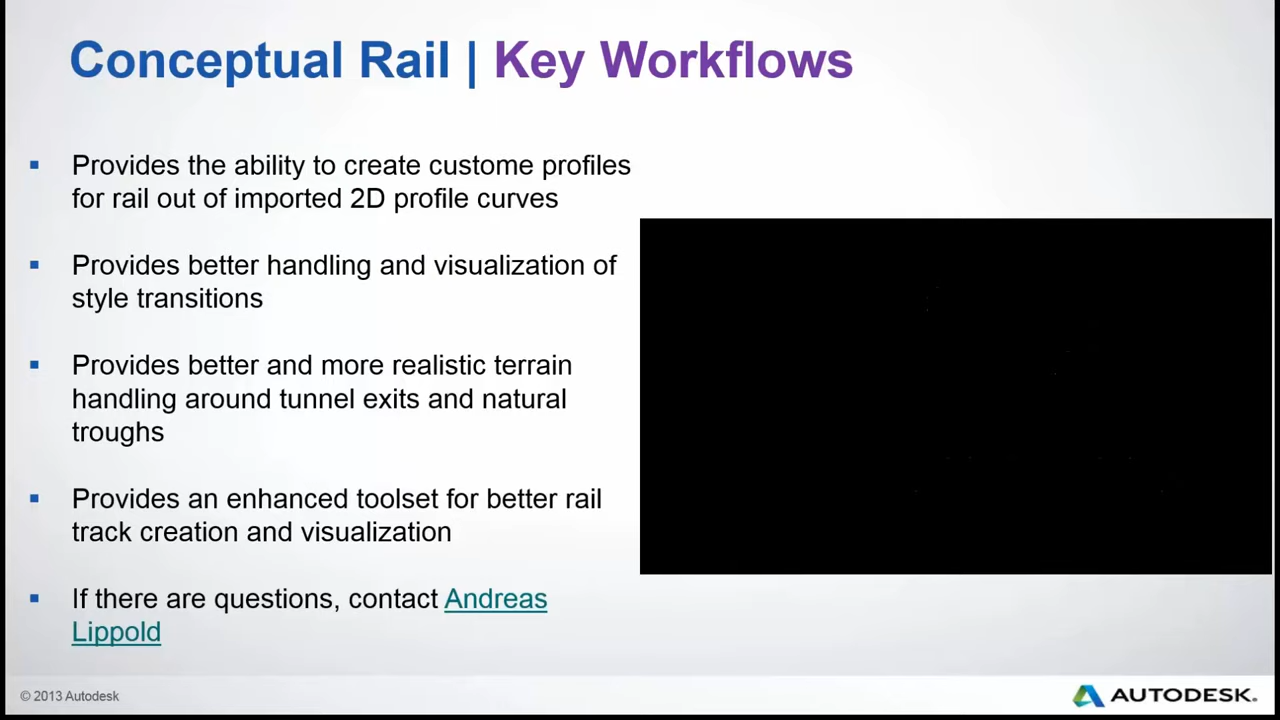 Conceptual Rail | Key Workflows
▪ Provides the ability to create custome profiles
for rail out of imported 2D profile curves
▪ Provides better handling and visualization of
style transitions
▪ Provides better and more realistic terrain
handling around tunnel exits and natural
troughs
▪ Provides an enhanced toolset for better rail
track creation and visualization
▪ If there are questions, contact Andreas
Lippold
© 2013 Autodesk
AUTODESK.